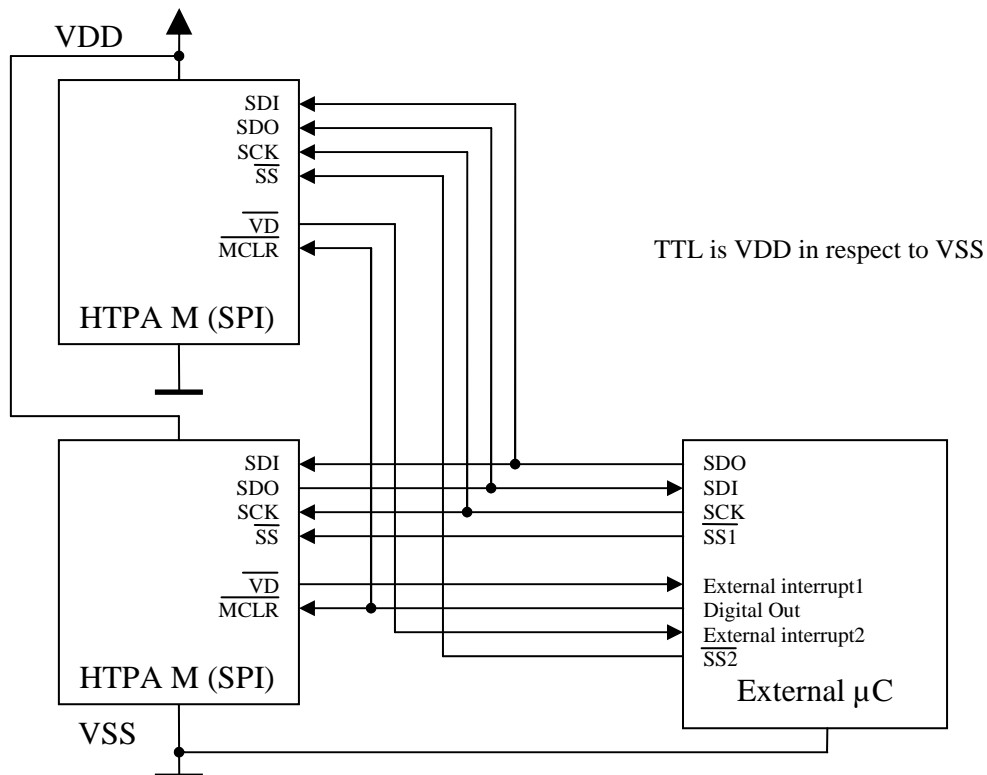 VDD
SDI
SDO
SCK
SS
VD
MCLR
HTPA M (SPI)
TTL is VDD in respect to VSS
SDI
SDO
SCK
SS
VD
MCLR
HTPA M (SPI)
VSS
SDO
SDI
SCK
SS1
External interrupt1
Digital Out
External interrupt2
SS2
External µC